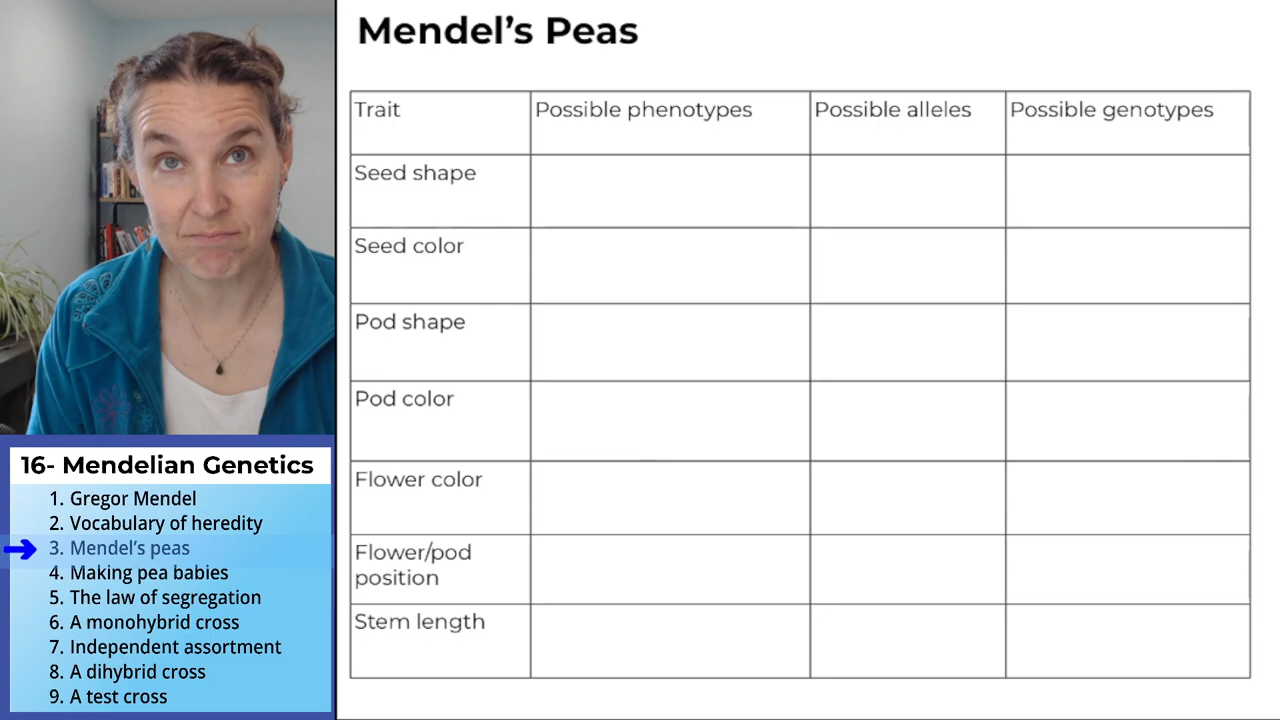 Mendel’s Peas
Trait
Possible phenotypes
Possible alleles
Possible genotypes
Seed shape
Seed color
Pod shape
Pod color
Flower color
Flower/pod
position
Stem length
16- Mendelian Genetics
1. Gregor Mendel
2. Vocabulary of heredity
3. Mendel’s peas
4. Making pea babies
5. The law of segregation
6. A monohybrid cross
7. Independent assortment
8. A dihybrid cross
9. A test cross